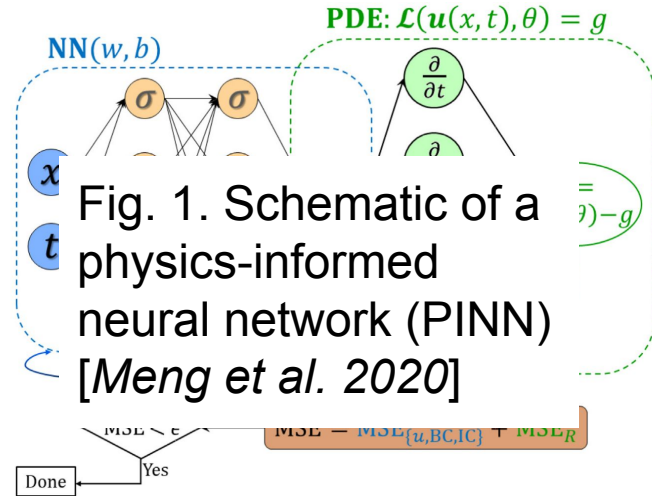 PDE: 𝓛(u(x, t), θ) = g
NN(w, b)
σ σ
∂/∂t
x
∂
=
t
θ)−g
Fig. 1. Schematic of a
physics-informed
neural network (PINN)
[Meng et al. 2020]
MSE < ε
MSE = MSE{u,BC,IC} + MSE_R
Yes
Done